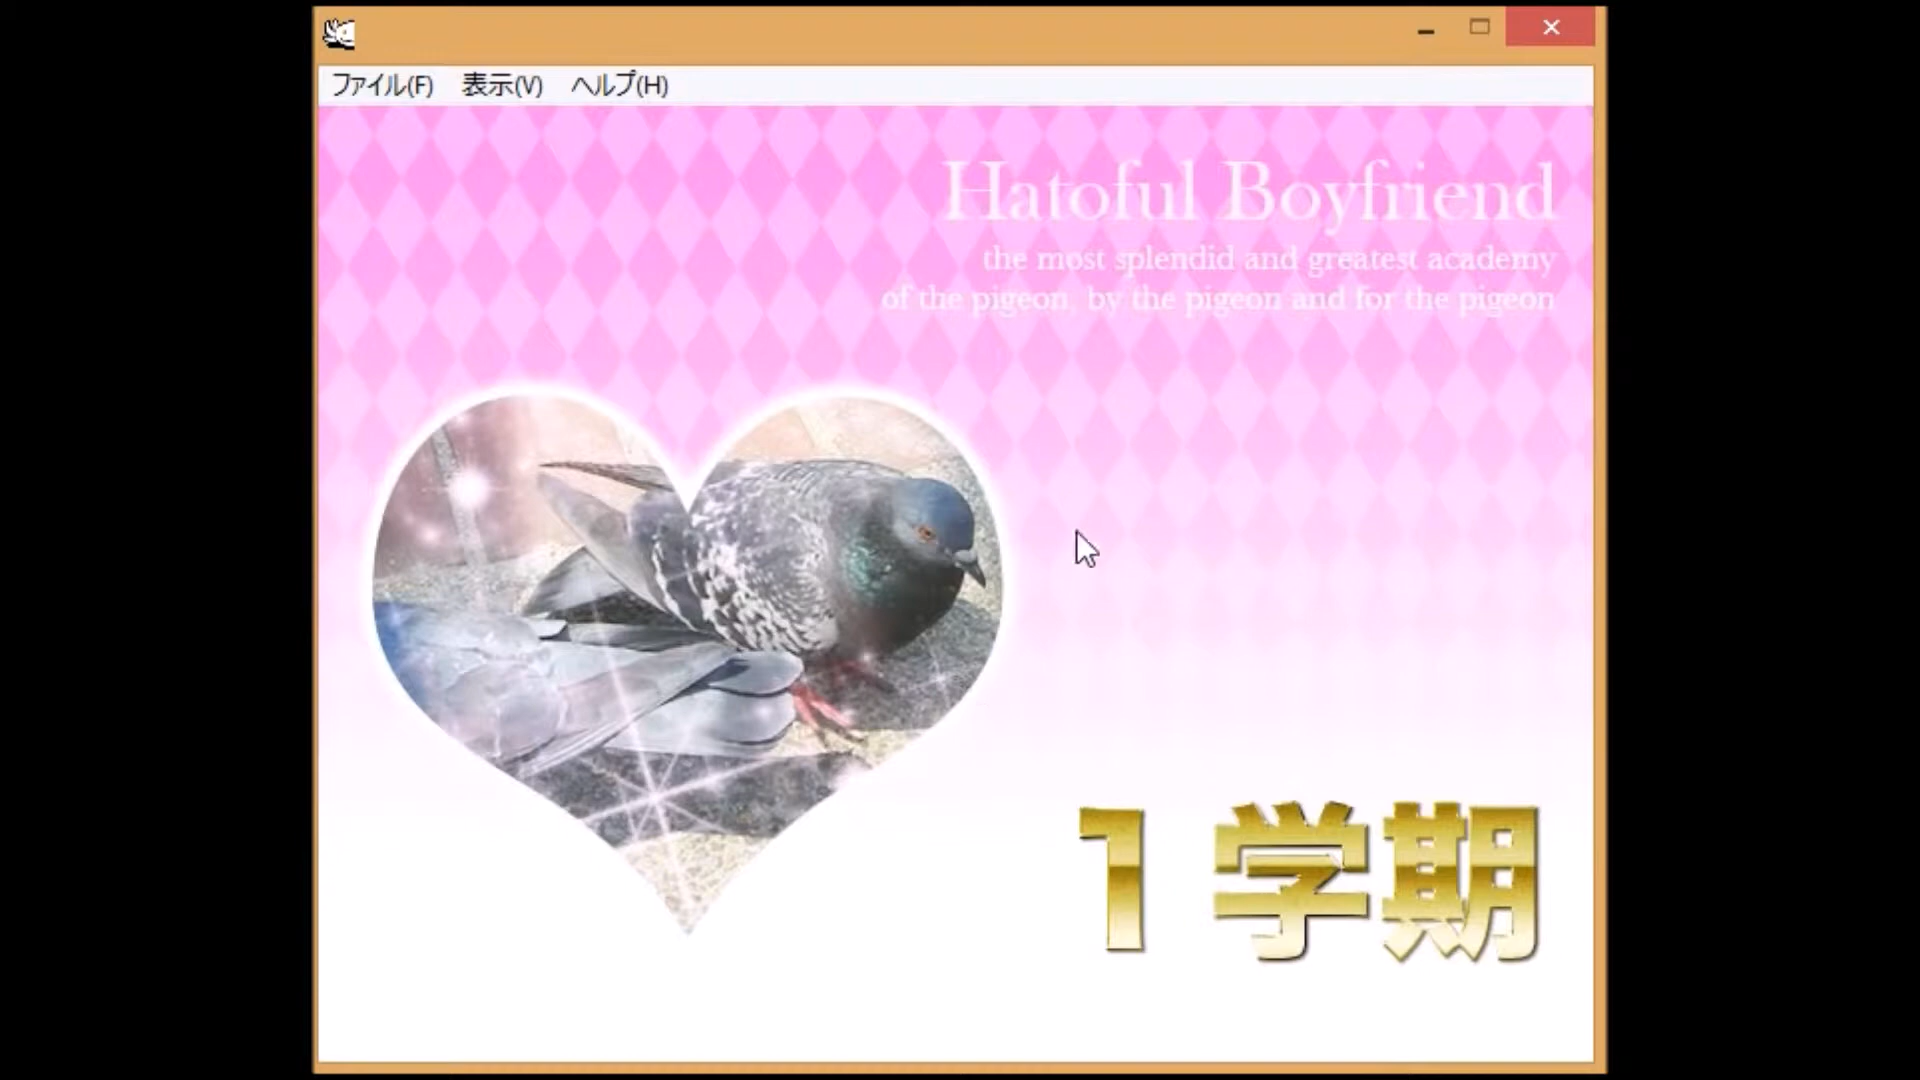 ファイル(F) 表示(V) ヘルプ(H)
Hatoful Boyfriend
the most splendid and greatest academy
of the pigeon, by the pigeon and for the pigeon
1学期